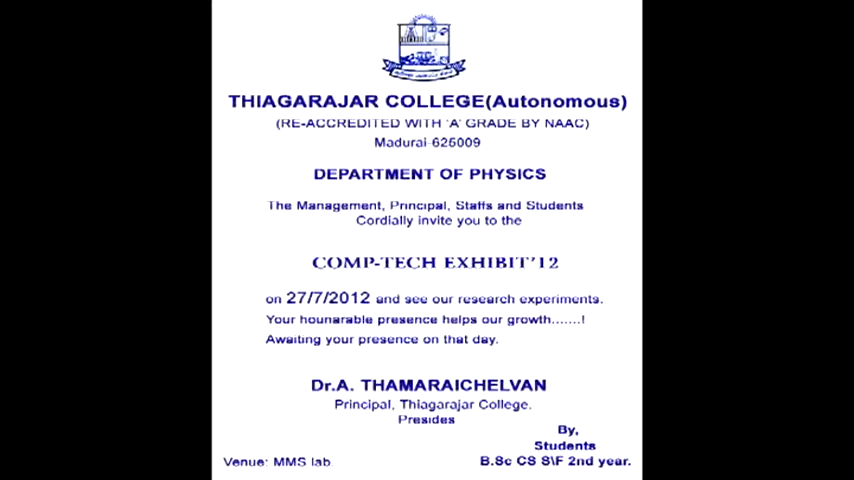 THIAGARAJAR COLLEGE(Autonomous)
(RE-ACCREDITED WITH 'A' GRADE BY NAAC)
Madurai-625009
DEPARTMENT OF PHYSICS
The Management, Principal, Staffs and Students
Cordially invite you to the
COMP-TECH EXHIBIT'12
on 27/7/2012 and see our research experiments.
Your hounarable presence helps our growth.......!
Awaiting your presence on that day.
Dr.A. THAMARAICHELVAN
Principal, Thiagarajar College.
Presides
By,
Students
Venue: MMS lab.
B.Sc CS S\F 2nd year.